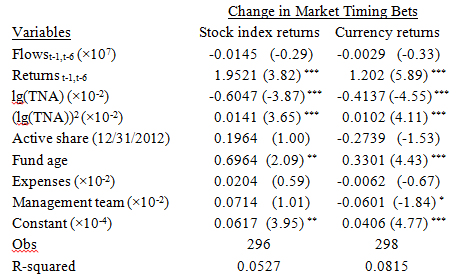 Change in Market Timing Bets
Variables Stock index returns Currency returns
Flowst-1,t-6 (×10⁷) -0.0145 (-0.29) -0.0029 (-0.33)
Returns t-1,t-6 1.9521 (3.82) *** 1.202 (5.89) ***
lg(TNA) (×10⁻²) -0.6047 (-3.87) *** -0.4137 (-4.55) ***
(lg(TNA))² (×10⁻²) 0.0141 (3.65) *** 0.0102 (4.11) ***
Active share (12/31/2012) 0.1964 (1.00) -0.2739 (-1.53)
Fund age 0.6964 (2.09) ** 0.3301 (4.43) ***
Expenses (×10⁻²) 0.0204 (0.59) -0.0062 (-0.67)
Management team (×10⁻²) 0.0714 (1.01) -0.0601 (-1.84) *
Constant (×10⁻⁴) 0.0617 (3.95) ** 0.0406 (4.77) ***
Obs 296 298
R-squared 0.0527 0.0815